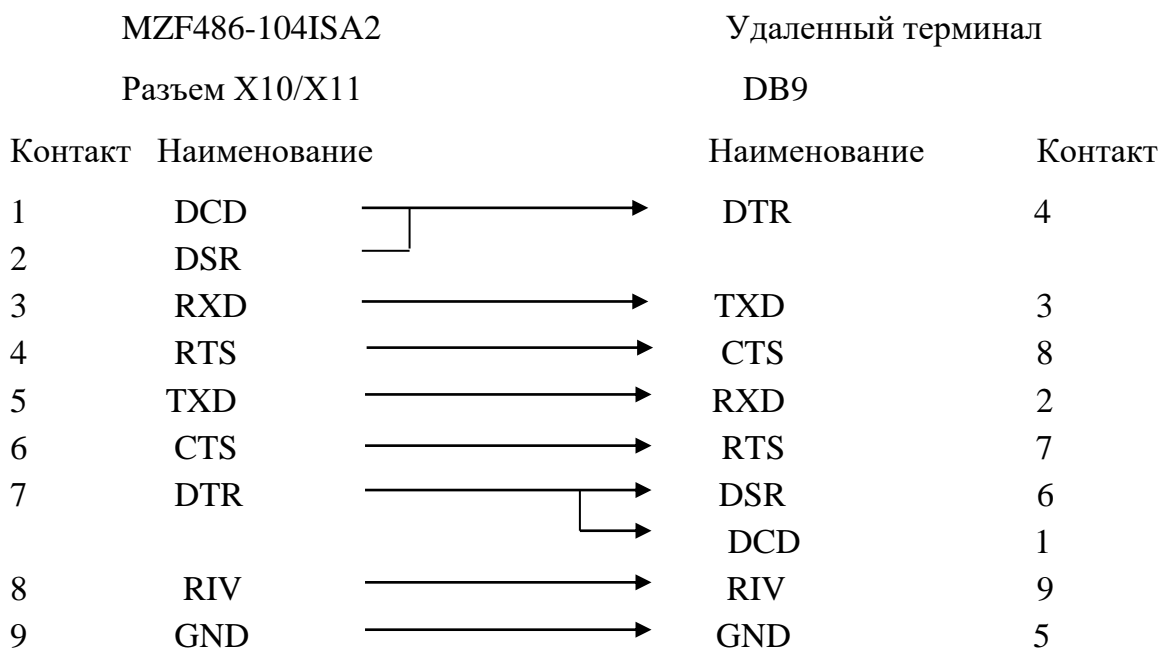 MZF486-104ISA2 Удаленный терминал
Разъем X10/X11 DB9
Контакт Наименование Наименование Контакт
1 DCD DTR 4
2 DSR
3 RXD TXD 3
4 RTS CTS 8
5 TXD RXD 2
6 CTS RTS 7
7 DTR DSR 6
DCD 1
8 RIV RIV 9
9 GND GND 5